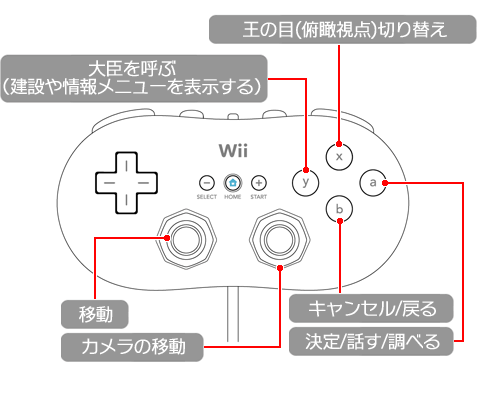 王の目(俯瞰視点)切り替え
大臣を呼ぶ
(建設や情報メニューを表示する)
Wii
x
y
a
b
SELECT
HOME
START
移動
カメラの移動
キャンセル/戻る
決定/話す/調べる